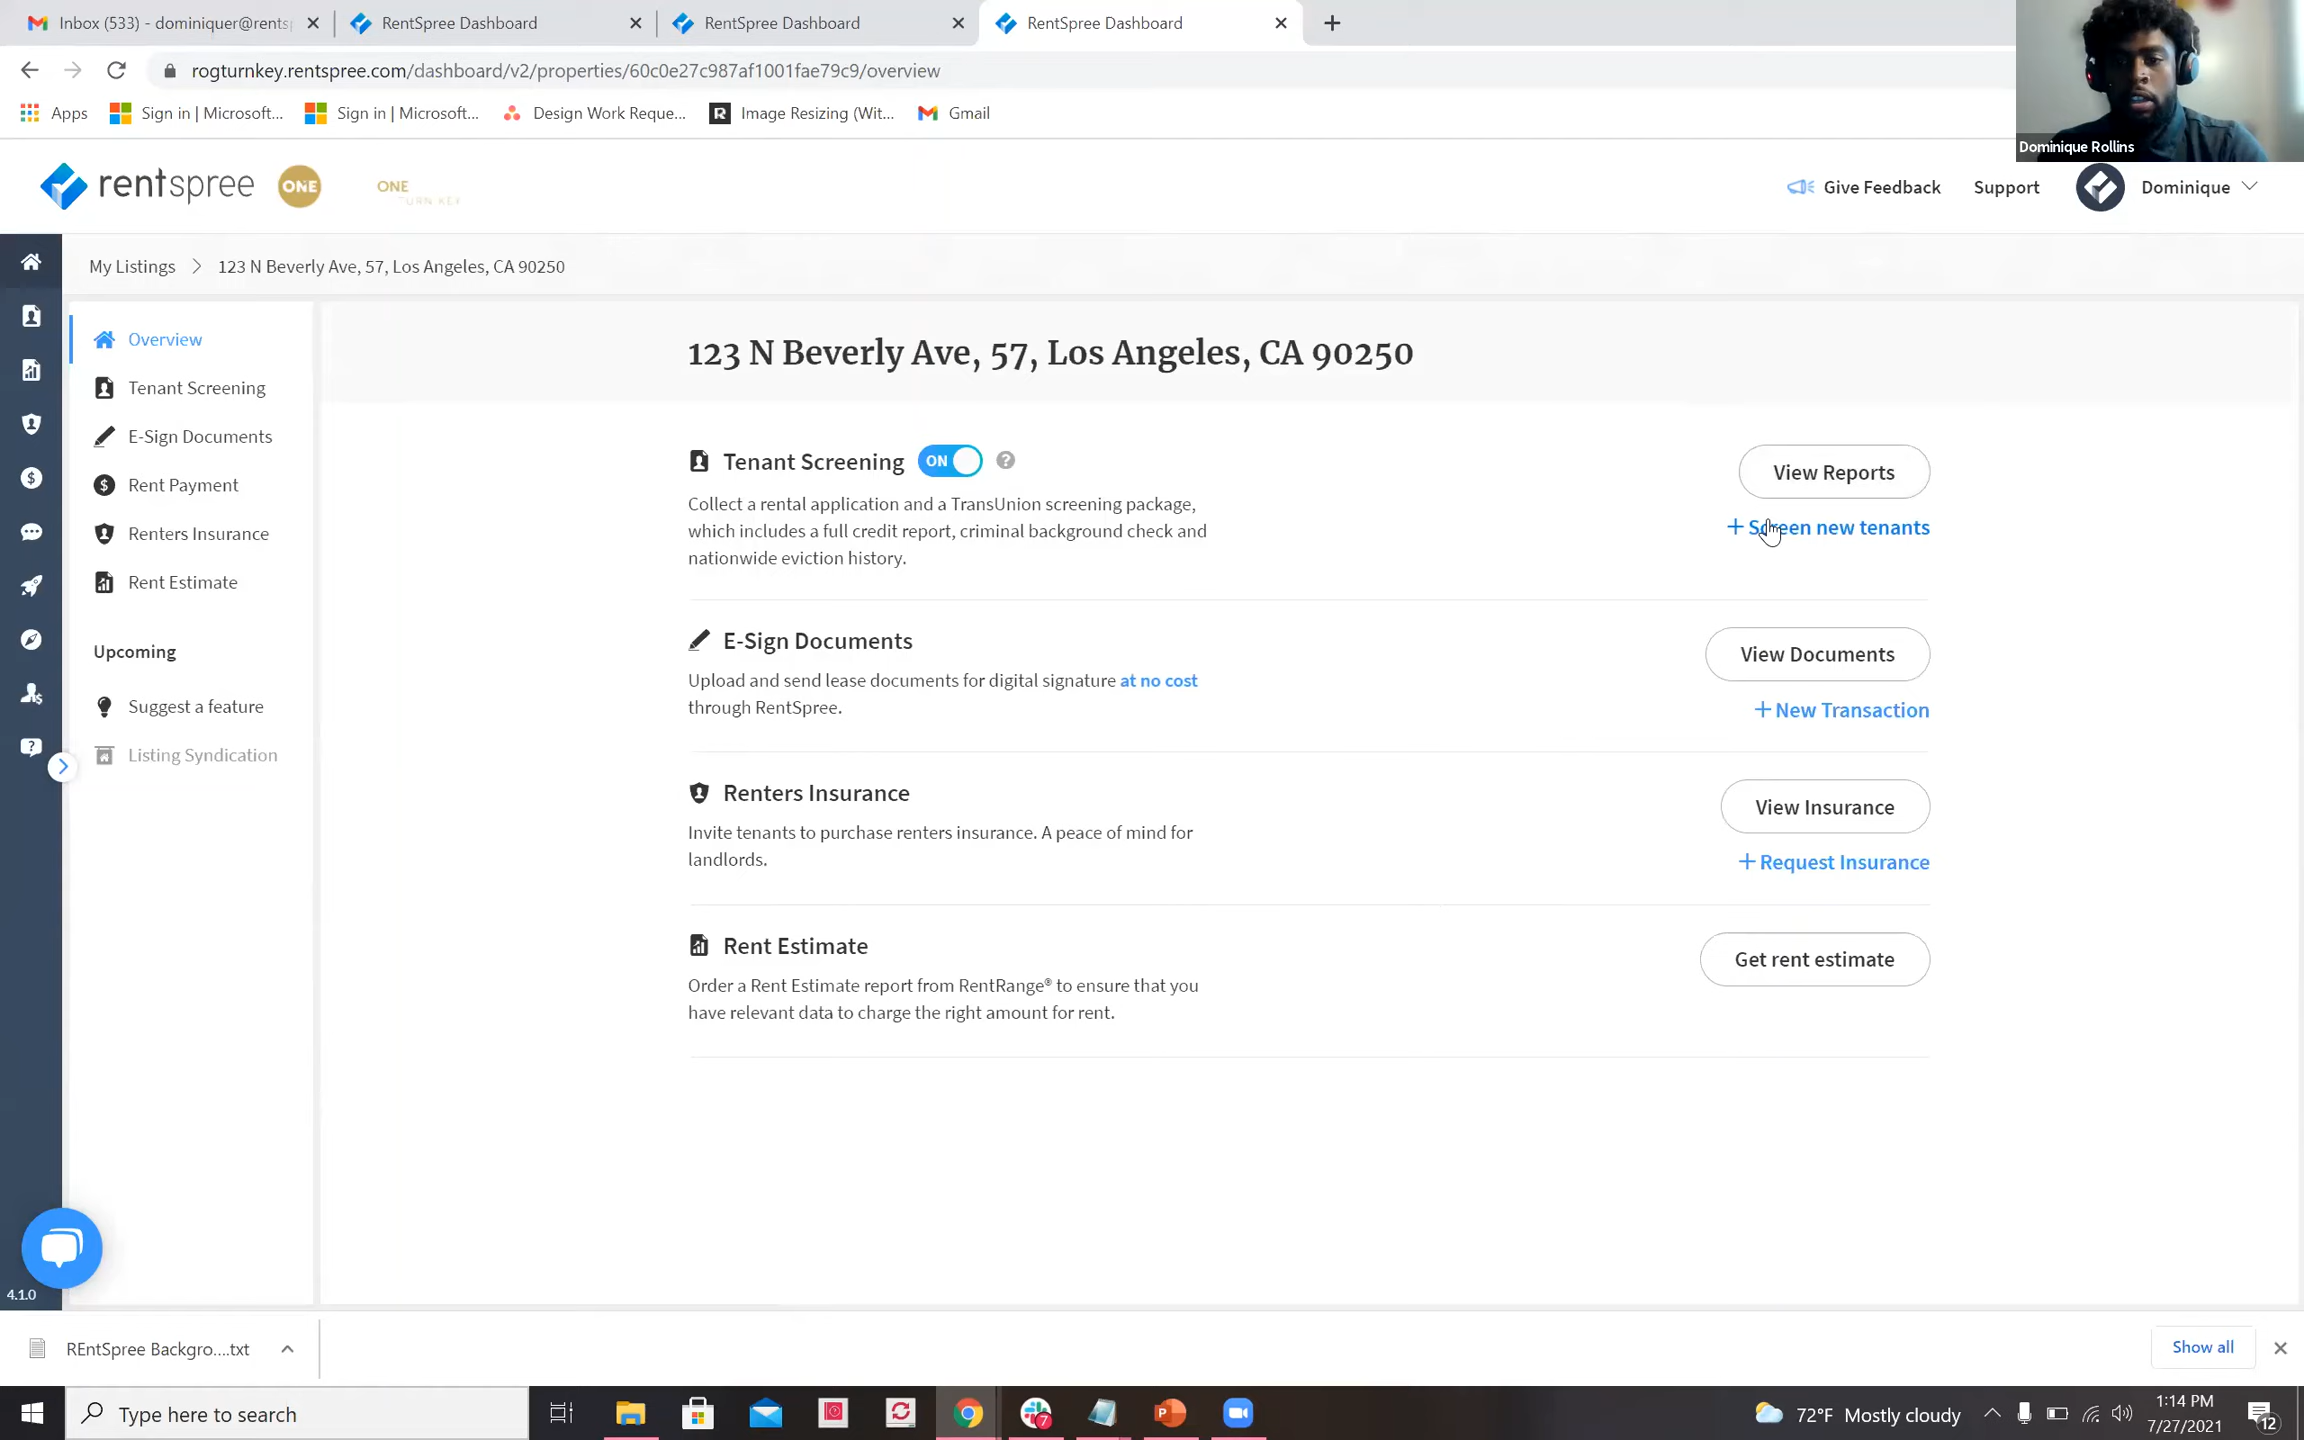 Inbox (533) - dominiquer@rents
RentSpree Dashboard
RentSpree Dashboard
RentSpree Dashboard
rogturnkey.rentspree.com/dashboard/v2/properties/60c0e27c987af1001fae79c9/overview
Apps
Sign in | Microsoft...
Sign in | Microsoft...
Design Work Reque...
R
Image Resizing (Wit...
Gmail
Dominique Rollins
rentspree
ONE
ONE
TURN KEY
Give Feedback
Support
Dominique
My Listings
123 N Beverly Ave, 57, Los Angeles, CA 90250
Overview
Tenant Screening
E-Sign Documents
Rent Payment
Renters Insurance
Rent Estimate
Upcoming
Suggest a feature
Listing Syndication
123 N Beverly Ave, 57, Los Angeles, CA 90250
Tenant Screening
ON
?
View Reports
Collect a rental application and a TransUnion screening package,
which includes a full credit report, criminal background check and
nationwide eviction history.
+ Screen new tenants
E-Sign Documents
View Documents
Upload and send lease documents for digital signature at no cost
through RentSpree.
+ New Transaction
Renters Insurance
View Insurance
Invite tenants to purchase renters insurance. A peace of mind for
landlords.
+ Request Insurance
Rent Estimate
Get rent estimate
Order a Rent Estimate report from RentRange® to ensure that you
have relevant data to charge the right amount for rent.
4.1.0
REntSpree Backgro....txt
Show all
Type here to search
7
P
72°F Mostly cloudy
1:14 PM
7/27/2021
12